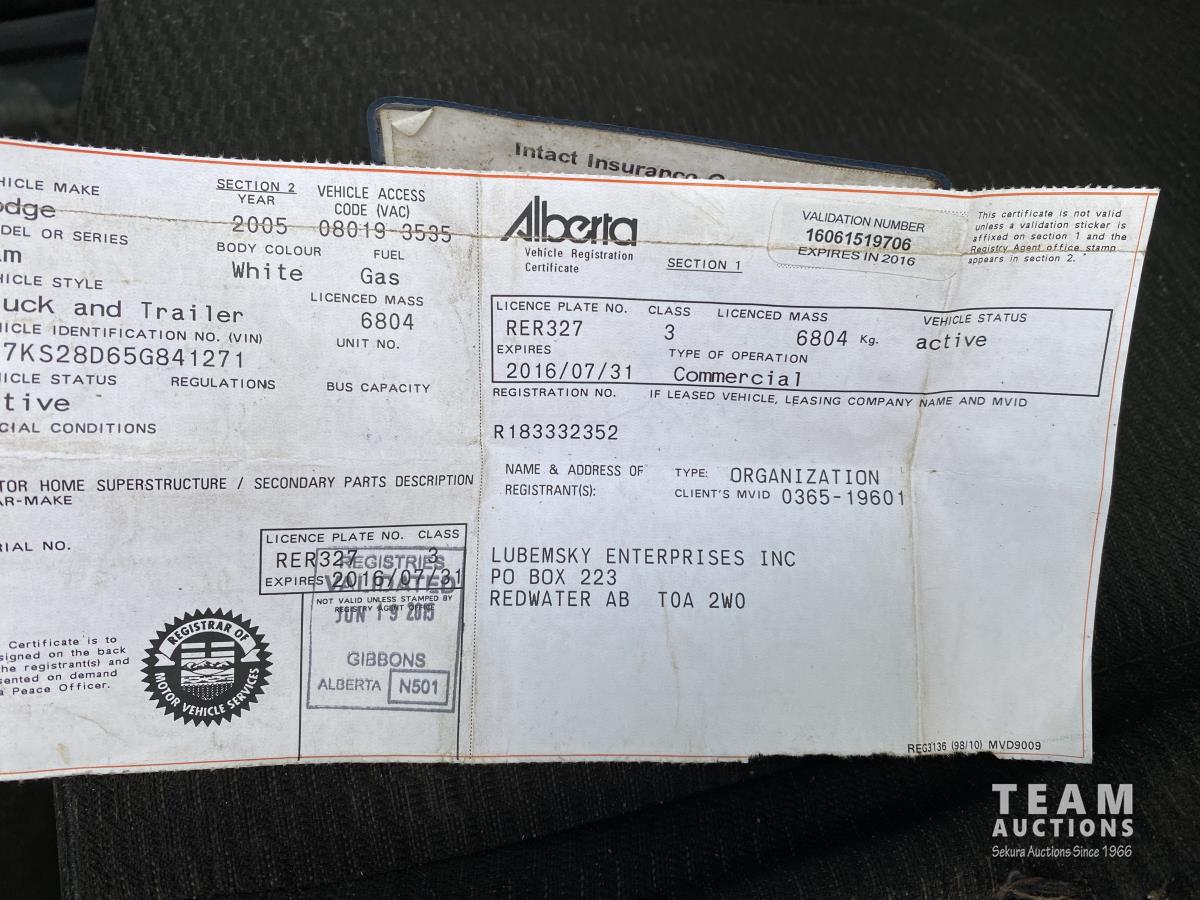 Intact Insurance
HICLE MAKE
odge
DEL OR SERIES
am
HICLE STYLE
uck and Trailer
HICLE IDENTIFICATION NO. (VIN)
7KS28D65G841271
HICLE STATUS REGULATIONS BUS CAPACITY
tive
CIAL CONDITIONS
SECTION 2
YEAR
2005
VEHICLE ACCESS
CODE (VAC)
08019-3535
BODY COLOUR FUEL
White Gas
LICENCED MASS
6804
UNIT NO.
TOR HOME SUPERSTRUCTURE / SECONDARY PARTS DESCRIPTION
AR-MAKE
RIAL NO.
LICENCE PLATE NO. CLASS
RER327 3
EXPIRES 2016/07/31
REGISTRIES
VALIDATED
NOT VALID UNLESS STAMPED BY
REGISTRY AGENT OFFICE
JUN 19 2015
GIBBONS
ALBERTA N501
Certificate is to
signed on the back
he registrant(s) and
sented on demand
a Peace Officer.
REGISTRAR OF
MOTOR VEHICLE SERVICES
Alberta
Vehicle Registration
Certificate
SECTION 1
VALIDATION NUMBER
16061519706
EXPIRES IN 2016
This certificate is not valid
unless a validation sticker is
affixed on section 1 and the
Registry Agent office stamp
appears in section 2.
LICENCE PLATE NO. CLASS LICENCED MASS VEHICLE STATUS
RER327 3 6804 Kg. active
EXPIRES TYPE OF OPERATION
2016/07/31 Commercial
REGISTRATION NO. IF LEASED VEHICLE, LEASING COMPANY NAME AND MVID
R183332352
NAME & ADDRESS OF
REGISTRANT(S):
TYPE: ORGANIZATION
CLIENT'S MVID 0365-19601
LUBEMSKY ENTERPRISES INC
PO BOX 223
REDWATER AB T0A 2W0
REG3136 (98/10) MVD9009
TEAM
AUCTIONS
Sekura Auctions Since 1966